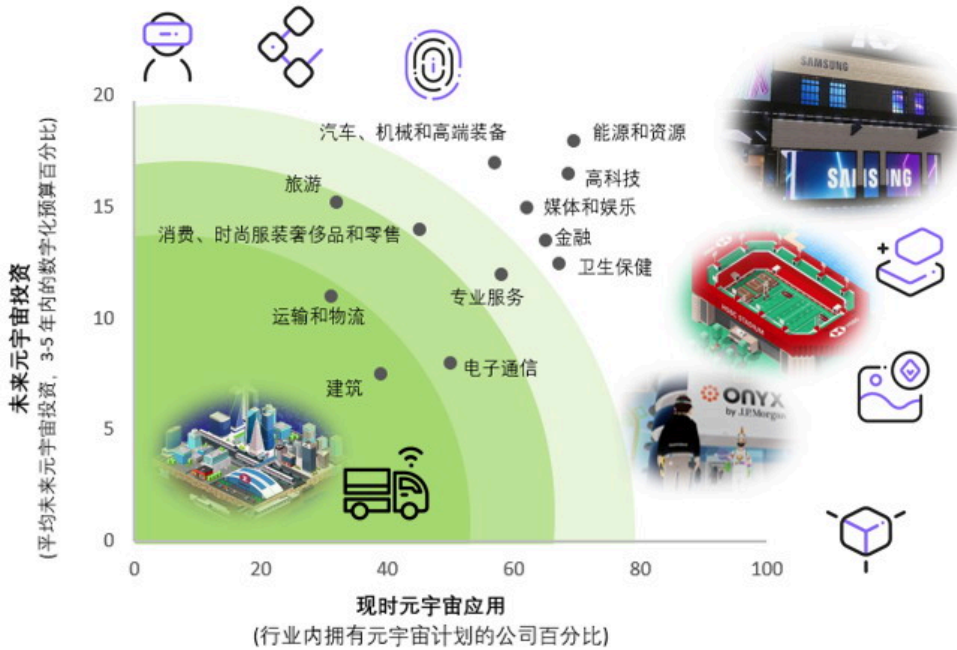 20
15
10
5
0
0
20
40
60
80
100
未来元宇宙投资
(平均未来元宇宙投资，3-5 年内的数字化预算百分比)
汽车、机械和高端装备
能源和资源
高科技
旅游
媒体和娱乐
消费、时尚服装奢侈品和零售
金融
卫生保健
专业服务
运输和物流
电子通信
建筑
现时元宇宙应用
(行业内拥有元宇宙计划的公司百分比)
SAMSUNG
SAMSUNG
HSBC STADIUM
ONYX
by J.P.Morgan